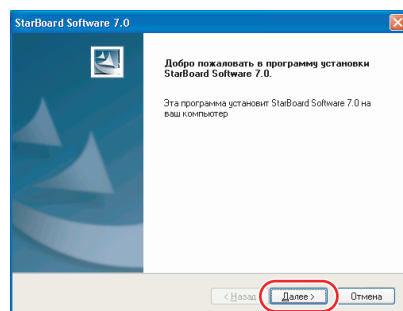 StarBoard Software 7.0
Добро пожаловать в программу установки
StarBoard Software 7.0.
Эта программа установит StarBoard Software 7.0 на
ваш компьютер
< Назад
Далее >
Отмена